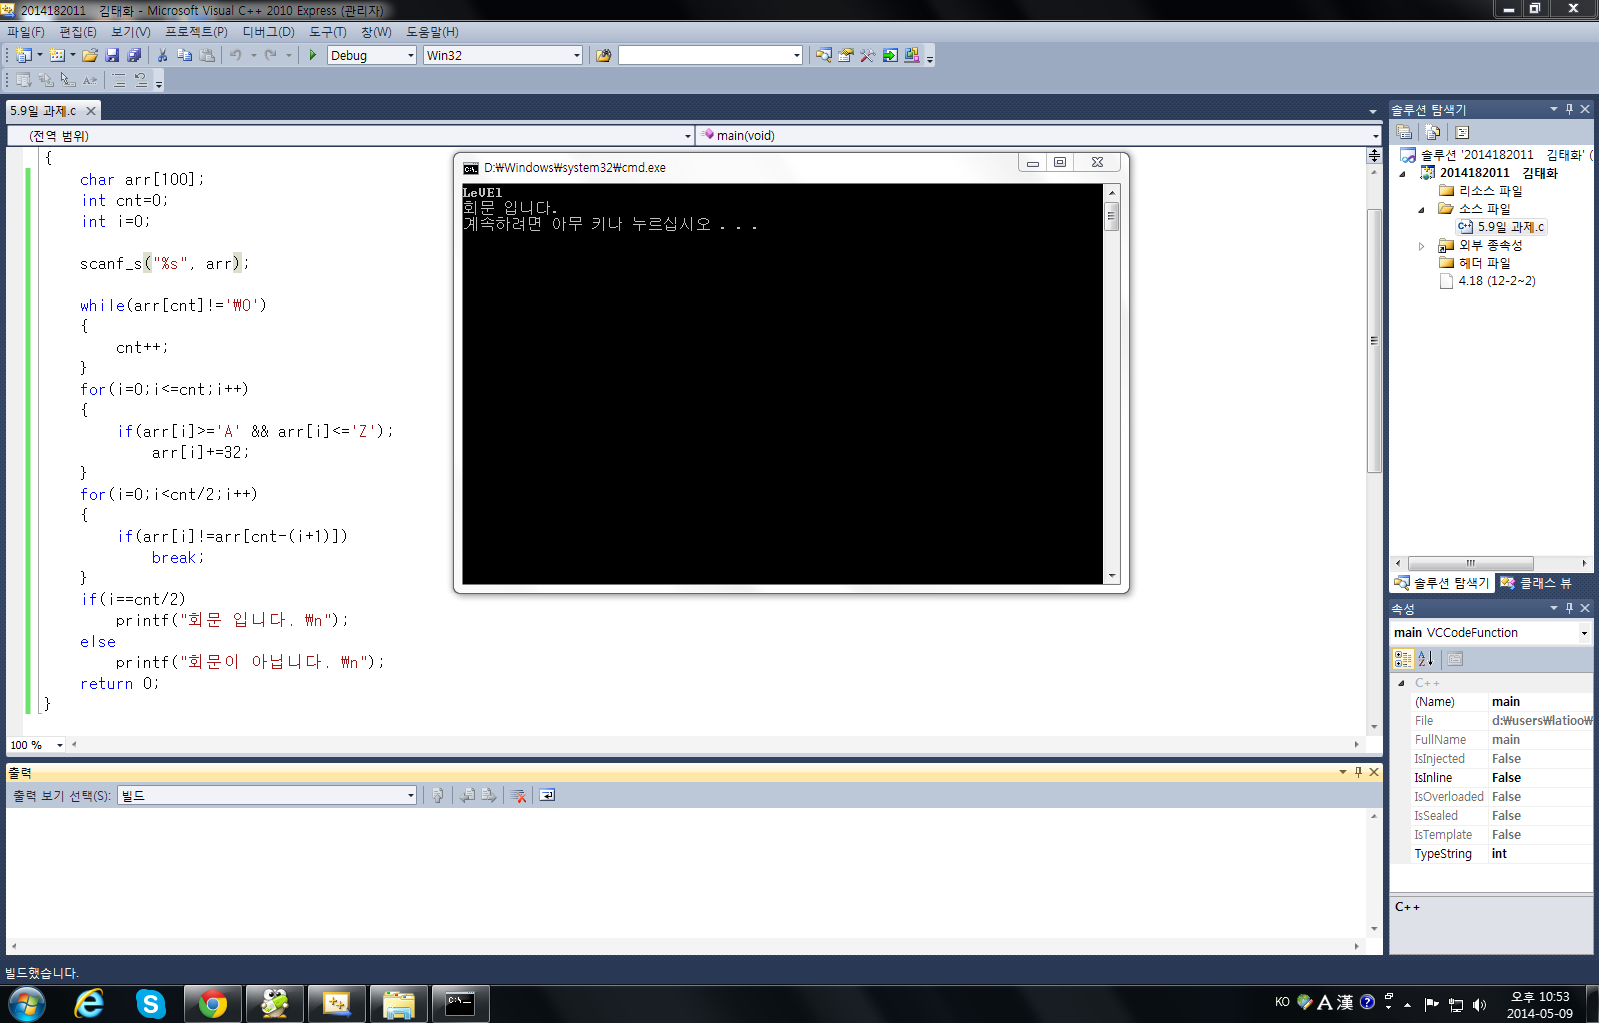 2014182011 김태화 - Microsoft Visual C++ 2010 Express (관리자)
파일(F) 편집(E) 보기(V) 프로젝트(P) 디버그(D) 도구(T) 창(W) 도움말(H)
Debug Win32
5.9일 과제.c
(전역 범위) main(void)
{
char arr[100];
int cnt=0;
int i=0;
scanf_s("%s", arr);
while(arr[cnt]!='₩0')
{
cnt++;
}
for(i=0;i<=cnt;i++)
{
if(arr[i]>='A' && arr[i]<='Z');
arr[i]+=32;
}
for(i=0;i<cnt/2;i++)
{
if(arr[i]!=arr[cnt-(i+1)])
break;
}
if(i==cnt/2)
printf("회문 입니다. ₩n");
else
printf("회문이 아닙니다. ₩n");
return 0;
}
100 %
D:₩Windows₩system32₩cmd.exe
LeVEl
회문 입니다.
계속하려면 아무 키나 누르십시오 . . .
솔루션 탐색기
솔루션 '2014182011 김태화' (
2014182011 김태화
리소스 파일
소스 파일
5.9일 과제.c
외부 종속성
헤더 파일
4.18 (12-2~2)
솔루션 탐색기 클래스 뷰
속성
main VCCodeFunction
C++
(Name) main
File d:₩users₩latioo₩
FullName main
IsInjected False
IsInline False
IsOverloaded False
IsSealed False
IsTemplate False
TypeString int
C++
출력
출력 보기 선택(S): 빌드
빌드했습니다.
KO A 漢
오후 10:53
2014-05-09